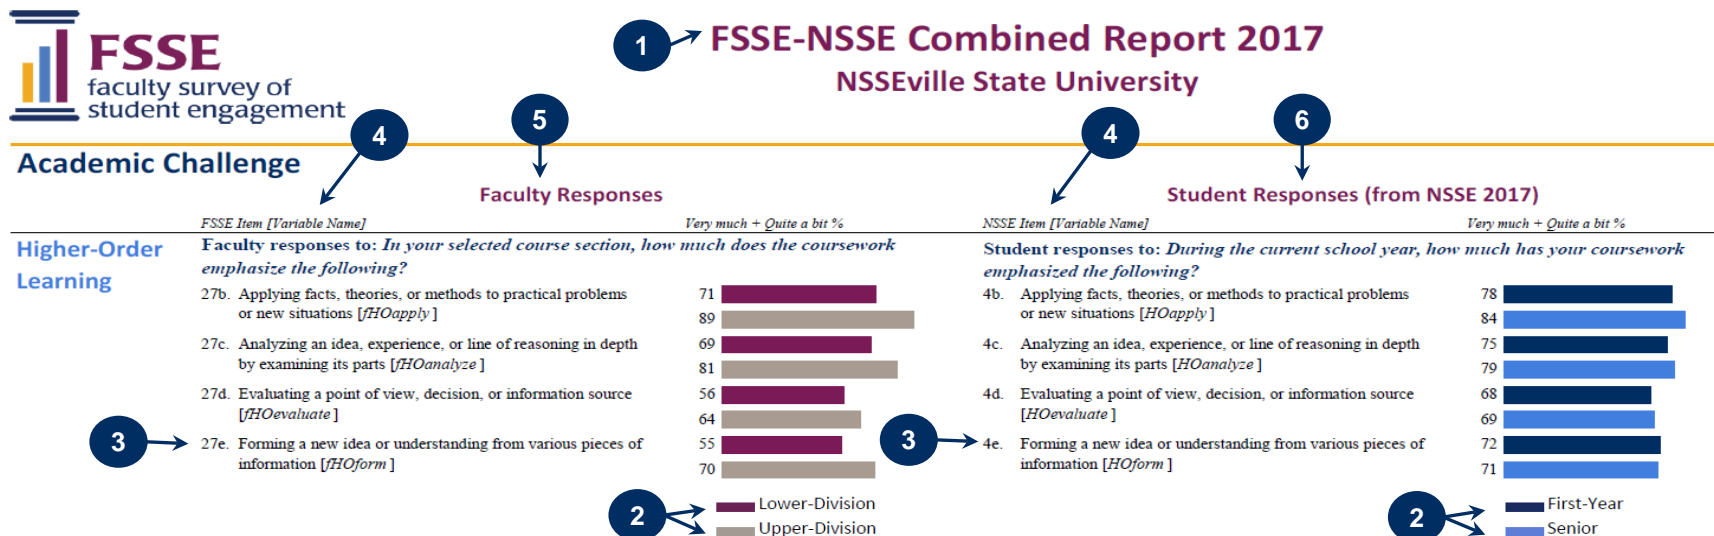 FSSE
faculty survey of
student engagement
1
FSSE-NSSE Combined Report 2017
NSSEville State University
4
5
4
6
Academic Challenge
Faculty Responses
Student Responses (from NSSE 2017)
FSSE Item [Variable Name]
Very much + Quite a bit %
NSSE Item [Variable Name]
Very much + Quite a bit %
Higher-Order
Learning
Faculty responses to: In your selected course section, how much does the coursework
emphasize the following?
27b. Applying facts, theories, or methods to practical problems
or new situations [fHOapply]
71
89
27c. Analyzing an idea, experience, or line of reasoning in depth
by examining its parts [fHOanalyze]
69
81
27d. Evaluating a point of view, decision, or information source
[fHOevaluate]
56
64
3
27e. Forming a new idea or understanding from various pieces of
information [fHOform]
55
70
2
Lower-Division
Upper-Division
Student responses to: During the current school year, how much has your coursework
emphasized the following?
4b. Applying facts, theories, or methods to practical problems
or new situations [HOapply]
78
84
4c. Analyzing an idea, experience, or line of reasoning in depth
by examining its parts [HOanalyze]
75
79
4d. Evaluating a point of view, decision, or information source
[HOevaluate]
68
69
3
4e. Forming a new idea or understanding from various pieces of
information [HOform]
72
71
2
First-Year
Senior